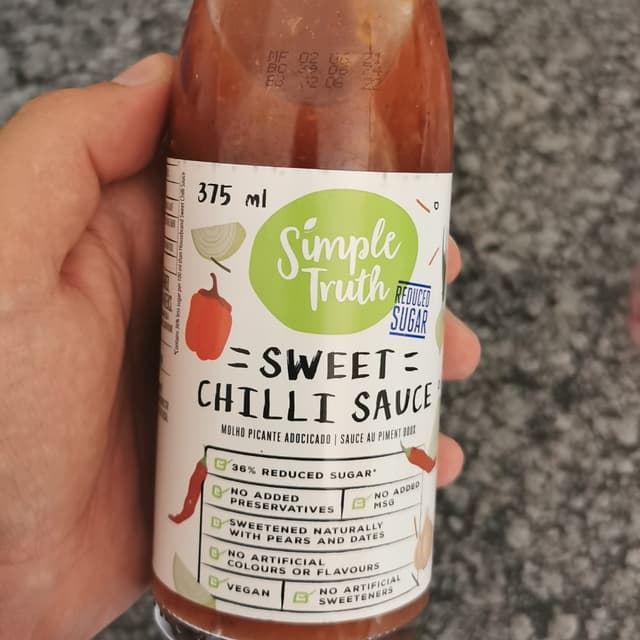 375 ml
Simple
Truth
REDUCED
SUGAR
SWEET
CHILLI SAUCE
MOLHO PICANTE ADOCICADO | SAUCE AU PIMENT DOUX
36% REDUCED SUGAR*
NO ADDED
PRESERVATIVES
NO ADDED
MSG
SWEETENED NATURALLY
WITH PEARS AND DATES
NO ARTIFICIAL
COLOURS OR FLAVOURS
VEGAN
NO ARTIFICIAL
SWEETENERS